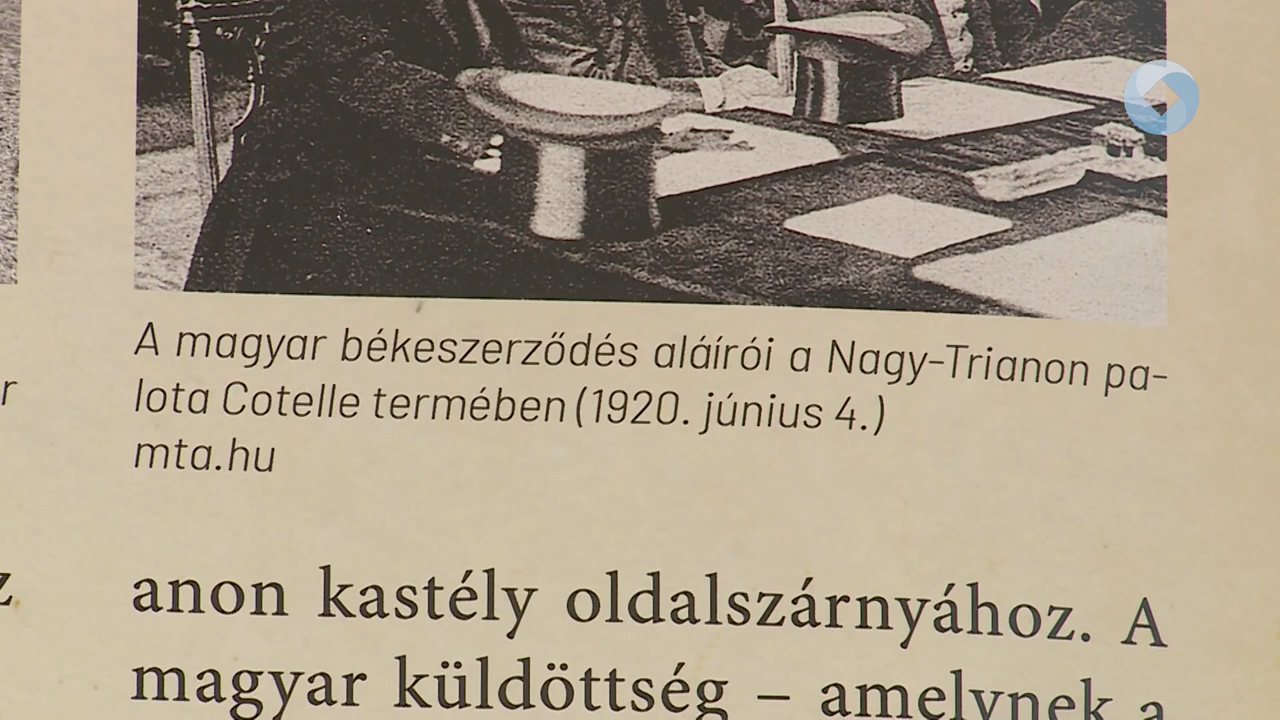 A magyar békeszerződés aláírói a Nagy-Trianon pa-
lota Cotelle termében (1920. június 4.)
mta.hu
r
z
anon kastély oldalszárnyához. A
magyar küldöttség – amelynek a